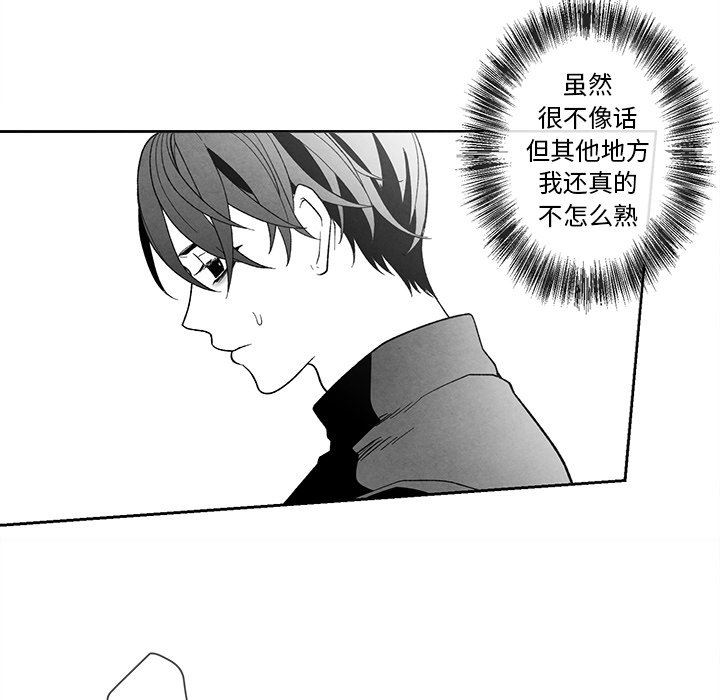 虽然
很不像话
但其他地方
我还真的
不怎么熟